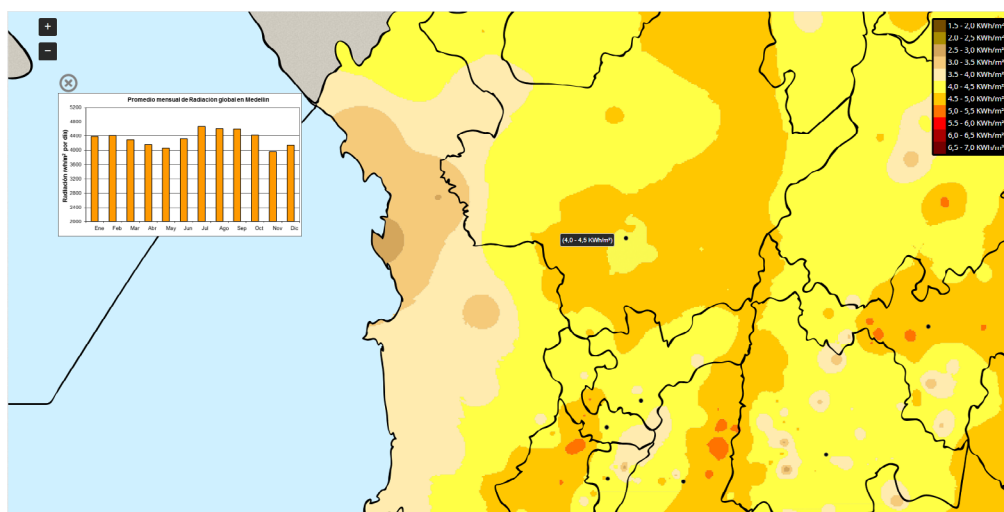 +
−
Promedio mensual de Radiación global en Medellín
Radiación (wh/m² por día)
5200
4800
4400
4000
3600
3200
2800
2400
2000
Ene Feb Mar Abr May Jun Jul Ago Sep Oct Nov Dic
(4,0 - 4,5 KWh/m²)
1.5 - 2,0 KWh/m²
2.0 - 2,5 KWh/m²
2.5 - 3,0 KWh/m²
3.0 - 3,5 KWh/m²
3.5 - 4,0 KWh/m²
4,0 - 4,5 KWh/m²
4.5 - 5,0 KWh/m²
5,0 - 5,5 KWh/m²
5.5 - 6,0 KWh/m²
6,0 - 6,5 KWh/m²
6,5 - 7,0 KWh/m²